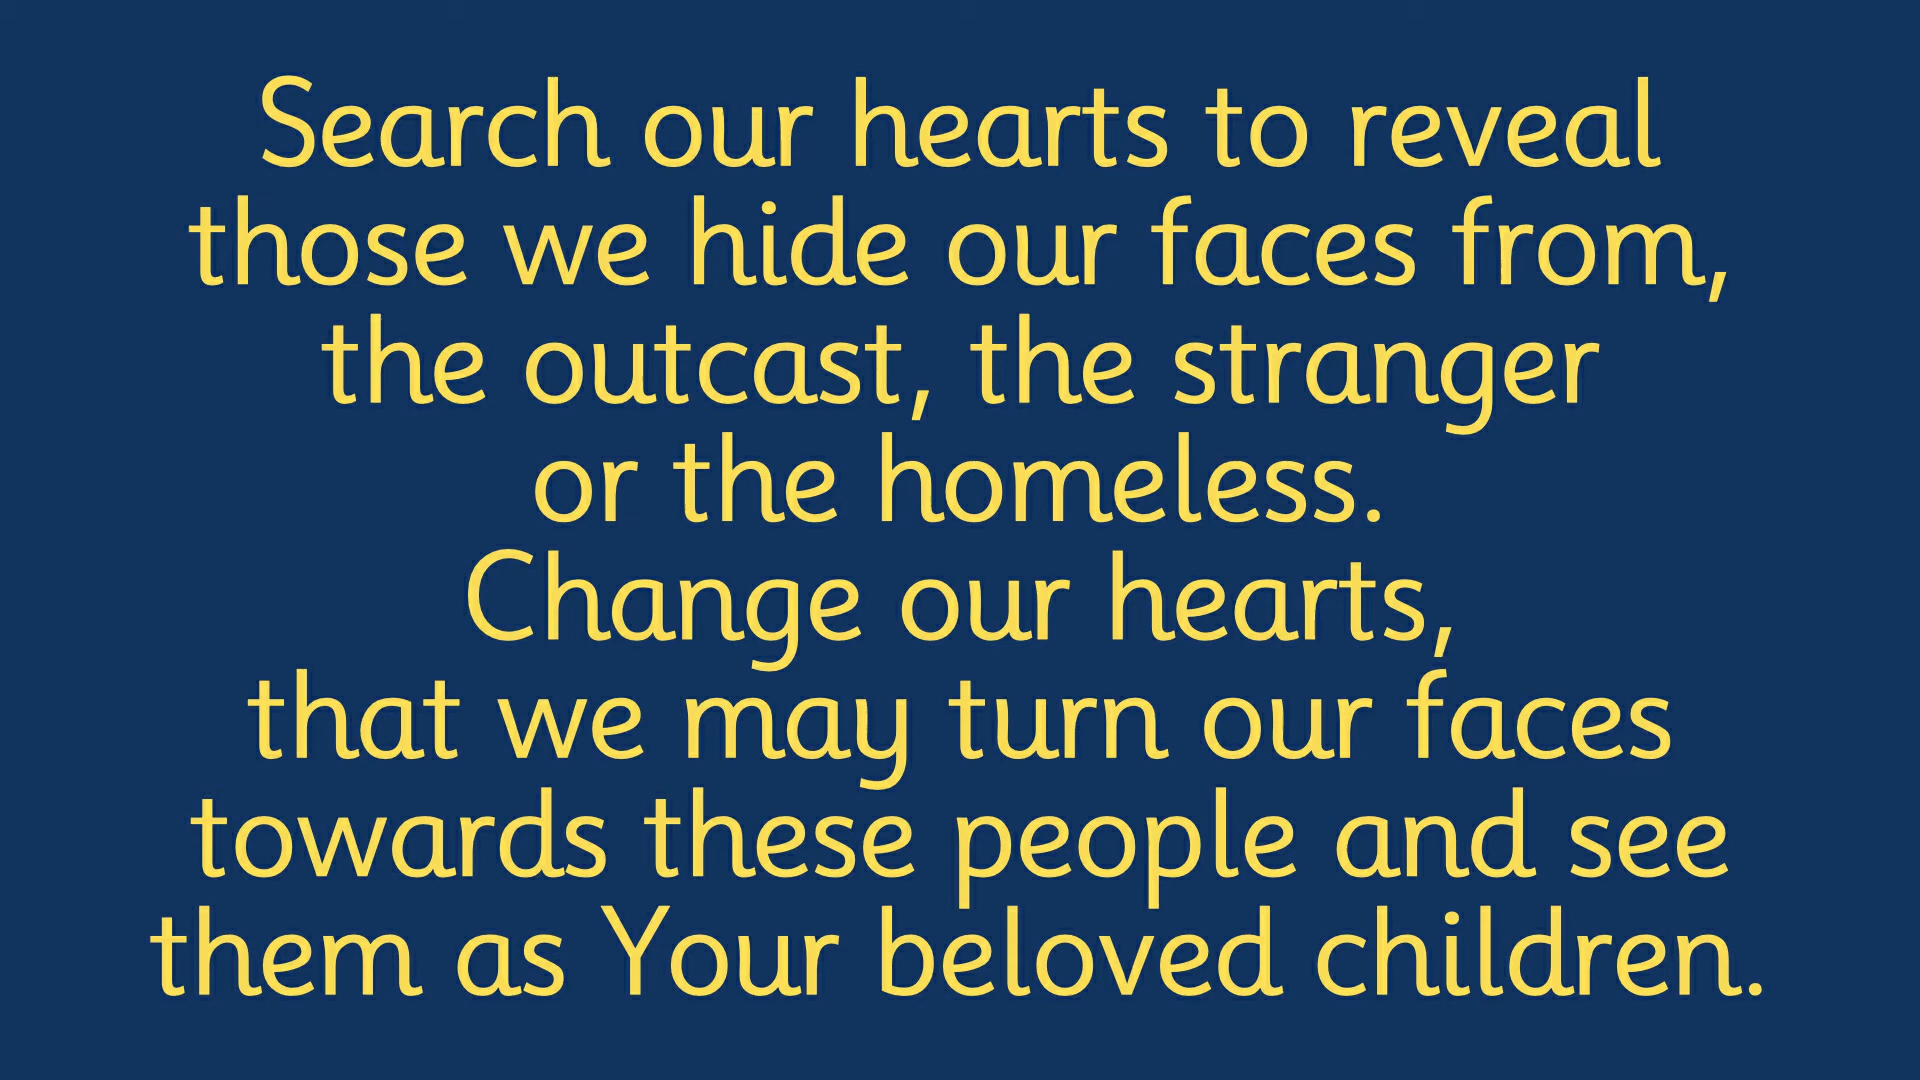 Search our hearts to reveal
those we hide our faces from,
the outcast, the stranger
or the homeless.
Change our hearts,
that we may turn our faces
towards these people and see
them as Your beloved children.